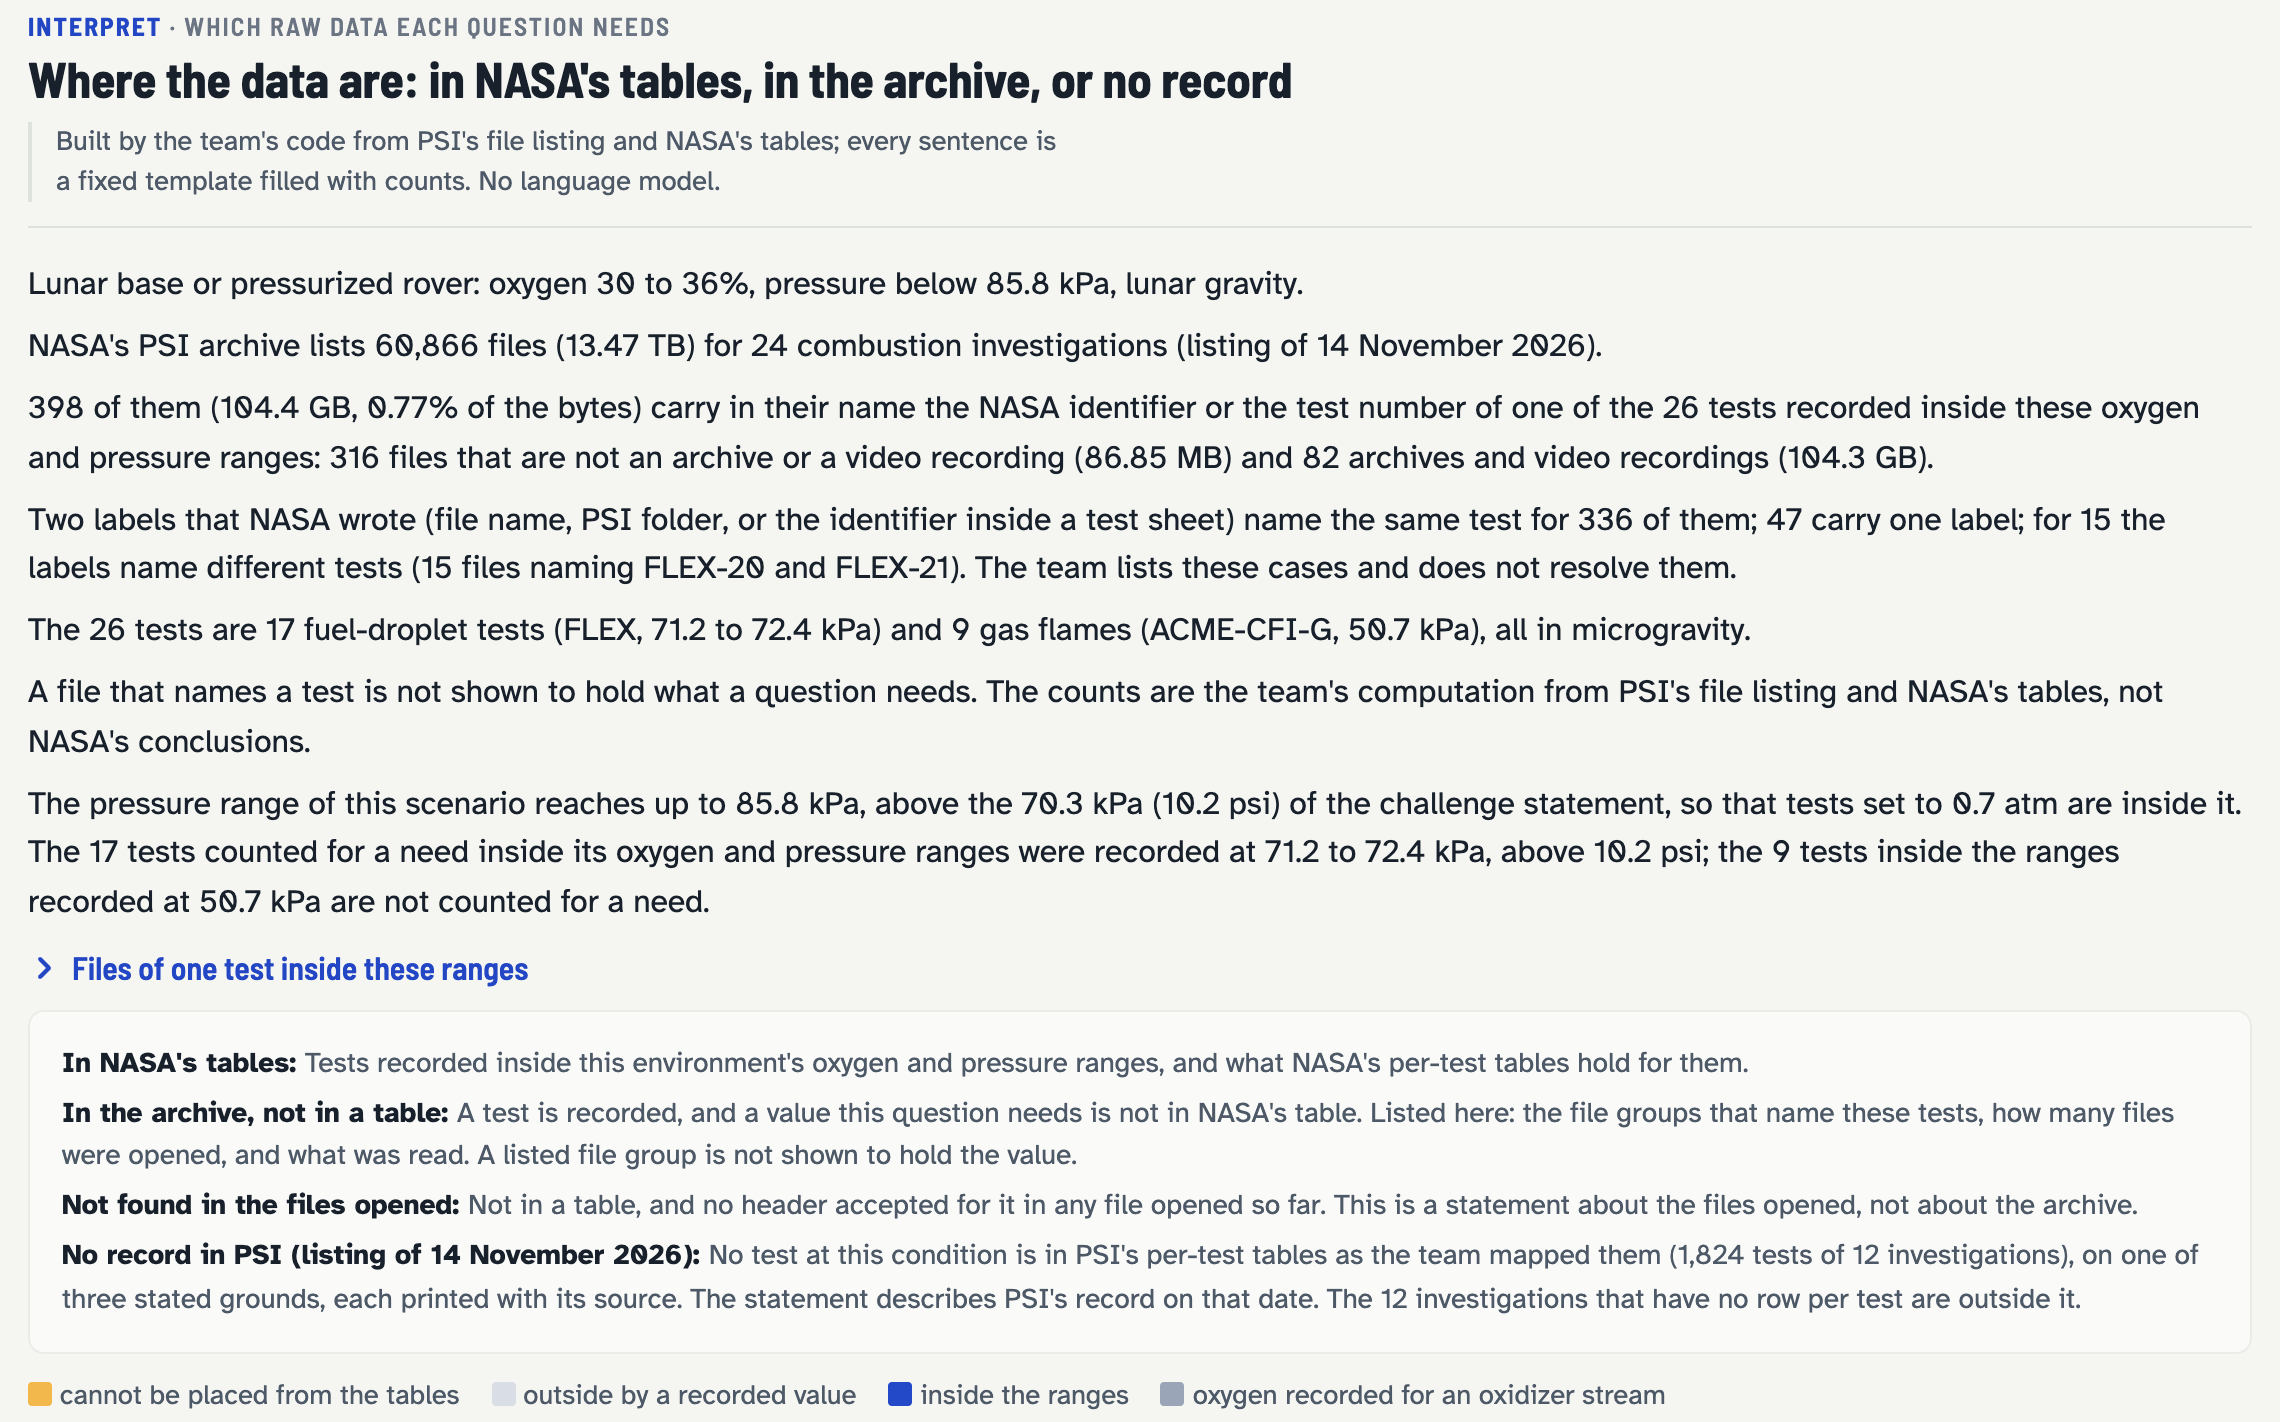 INTERPRET · WHICH RAW DATA EACH QUESTION NEEDS
Where the data are: in NASA's tables, in the archive, or no record
Built by the team's code from PSI's file listing and NASA's tables; every sentence is
a fixed template filled with counts. No language model.
Lunar base or pressurized rover: oxygen 30 to 36%, pressure below 85.8 kPa, lunar gravity.
NASA's PSI archive lists 60,866 files (13.47 TB) for 24 combustion investigations (listing of 14 November 2026).
398 of them (104.4 GB, 0.77% of the bytes) carry in their name the NASA identifier or the test number of one of the 26 tests recorded inside these oxygen
and pressure ranges: 316 files that are not an archive or a video recording (86.85 MB) and 82 archives and video recordings (104.3 GB).
Two labels that NASA wrote (file name, PSI folder, or the identifier inside a test sheet) name the same test for 336 of them; 47 carry one label; for 15 the
labels name different tests (15 files naming FLEX-20 and FLEX-21). The team lists these cases and does not resolve them.
The 26 tests are 17 fuel-droplet tests (FLEX, 71.2 to 72.4 kPa) and 9 gas flames (ACME-CFI-G, 50.7 kPa), all in microgravity.
A file that names a test is not shown to hold what a question needs. The counts are the team's computation from PSI's file listing and NASA's tables, not
NASA's conclusions.
The pressure range of this scenario reaches up to 85.8 kPa, above the 70.3 kPa (10.2 psi) of the challenge statement, so that tests set to 0.7 atm are inside it.
The 17 tests counted for a need inside its oxygen and pressure ranges were recorded at 71.2 to 72.4 kPa, above 10.2 psi; the 9 tests inside the ranges
recorded at 50.7 kPa are not counted for a need.
Files of one test inside these ranges
In NASA's tables: Tests recorded inside this environment's oxygen and pressure ranges, and what NASA's per-test tables hold for them.
In the archive, not in a table: A test is recorded, and a value this question needs is not in NASA's table. Listed here: the file groups that name these tests, how many files
were opened, and what was read. A listed file group is not shown to hold the value.
Not found in the files opened: Not in a table, and no header accepted for it in any file opened so far. This is a statement about the files opened, not about the archive.
No record in PSI (listing of 14 November 2026): No test at this condition is in PSI's per-test tables as the team mapped them (1,824 tests of 12 investigations), on one of
three stated grounds, each printed with its source. The statement describes PSI's record on that date. The 12 investigations that have no row per test are outside it.
cannot be placed from the tables outside by a recorded value inside the ranges oxygen recorded for an oxidizer stream